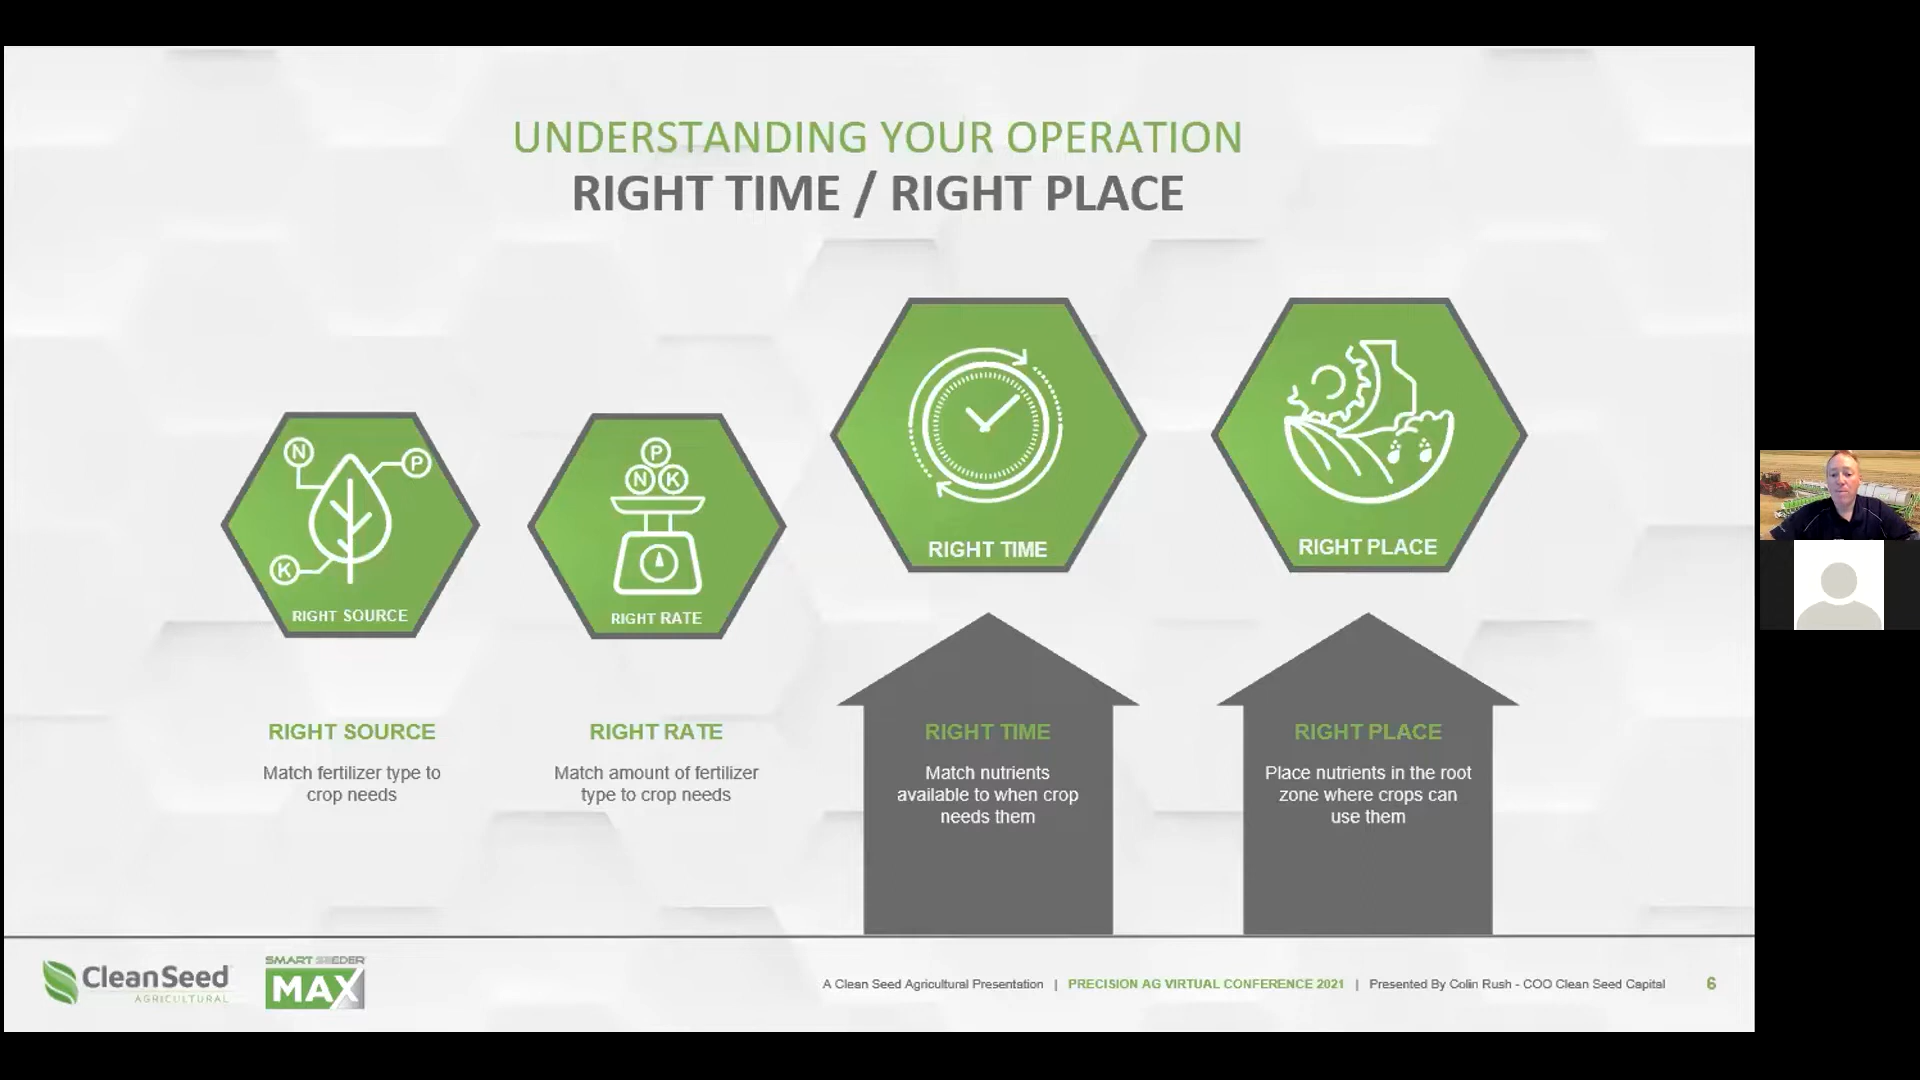 UNDERSTANDING YOUR OPERATION
RIGHT TIME / RIGHT PLACE
N
P
K
RIGHT SOURCE
P
N K
RIGHT RATE
RIGHT TIME
RIGHT PLACE
RIGHT SOURCE
Match fertilizer type to
crop needs
RIGHT RATE
Match amount of fertilizer
type to crop needs
RIGHT TIME
Match nutrients
available to when crop
needs them
RIGHT PLACE
Place nutrients in the root
zone where crops can
use them
CleanSeed
AGRICULTURAL
SMART SEEDER
MAX
A Clean Seed Agricultural Presentation | PRECISION AG VIRTUAL CONFERENCE 2021 | Presented By Colin Rush - COO Clean Seed Capital 6